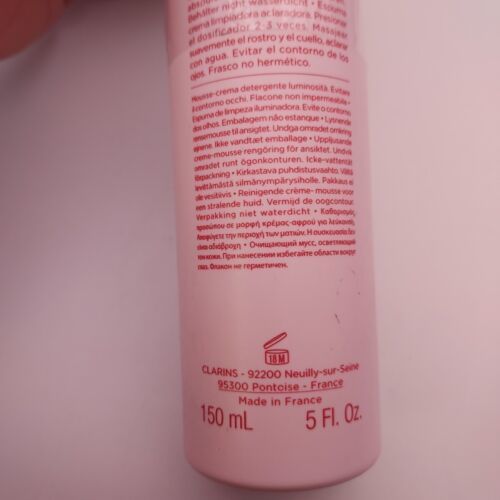 Behälter nicht wasserdicht • Espuma
crema limpiadora aclaradora. Presionar
el dosificador 2-3 veces. Masajear
suavemente el rostro y el cuello, aclarar
con agua. Evitar el contorno de los
ojos. Frasco no hermético.
Mousse-crema detergente luminosità. Evitare
il contorno occhi. Flacone non impermeabile •
Espuma de limpeza iluminadora. Evite o contorno
dos olhos. Embalagem não estanque • Lysnende
rensemousse til ansigtet. Undga området omkring
øjnene. Ikke vandtæt emballage • Uppljusande
creme-mousse rengöring för ansiktet. Undvik
området runt ögonkonturen. Icke-vattentät
förpackning • Kirkastava puhdistusvaahto. Vältä
levittämästä silmänympärysiholle. Pakkaus ei
ole vesitiivis • Reinigende crème- mousse voor
een stralende huid. Vermijd de oogcontour.
Verpakking niet waterdicht • Καθαρισμός
προσώπου σε μορφή κρέμας-αφρού για λεύκανση.
Αποφύγετε την περιοχή των ματιών. Η συσκευασία δεν
είναι αδιάβροχη • Очищающий мусс, осветляющий
тон кожи. При нанесении избегайте области вокруг
глаз. Флакон не герметичен.
18 M
CLARINS - 92200 Neuilly-sur-Seine
95300 Pontoise - France
Made in France
150 mL 5 Fl. Oz.